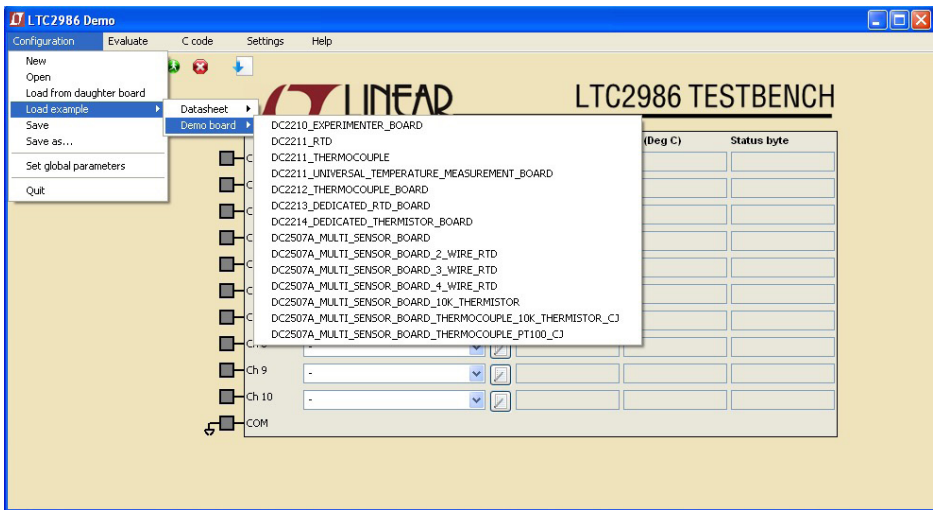 LTC2986 Demo
Configuration Evaluate C code Settings Help
New
Open
Load from daughter board
Load example
Save
Save as...
Set global parameters
Quit
Datasheet
Demo board
DC2210_EXPERIMENTER_BOARD
DC2211_RTD
DC2211_THERMOCOUPLE
DC2211_UNIVERSAL_TEMPERATURE_MEASUREMENT_BOARD
DC2212_THERMOCOUPLE_BOARD
DC2213_DEDICATED_RTD_BOARD
DC2214_DEDICATED_THERMISTOR_BOARD
DC2507A_MULTI_SENSOR_BOARD
DC2507A_MULTI_SENSOR_BOARD_2_WIRE_RTD
DC2507A_MULTI_SENSOR_BOARD_3_WIRE_RTD
DC2507A_MULTI_SENSOR_BOARD_4_WIRE_RTD
DC2507A_MULTI_SENSOR_BOARD_10K_THERMISTOR
DC2507A_MULTI_SENSOR_BOARD_THERMOCOUPLE_10K_THERMISTOR_CJ
DC2507A_MULTI_SENSOR_BOARD_THERMOCOUPLE_PT100_CJ
LINEAR
LTC2986 TESTBENCH
(Deg C) Status byte
Ch 9 -
Ch 10 -
COM